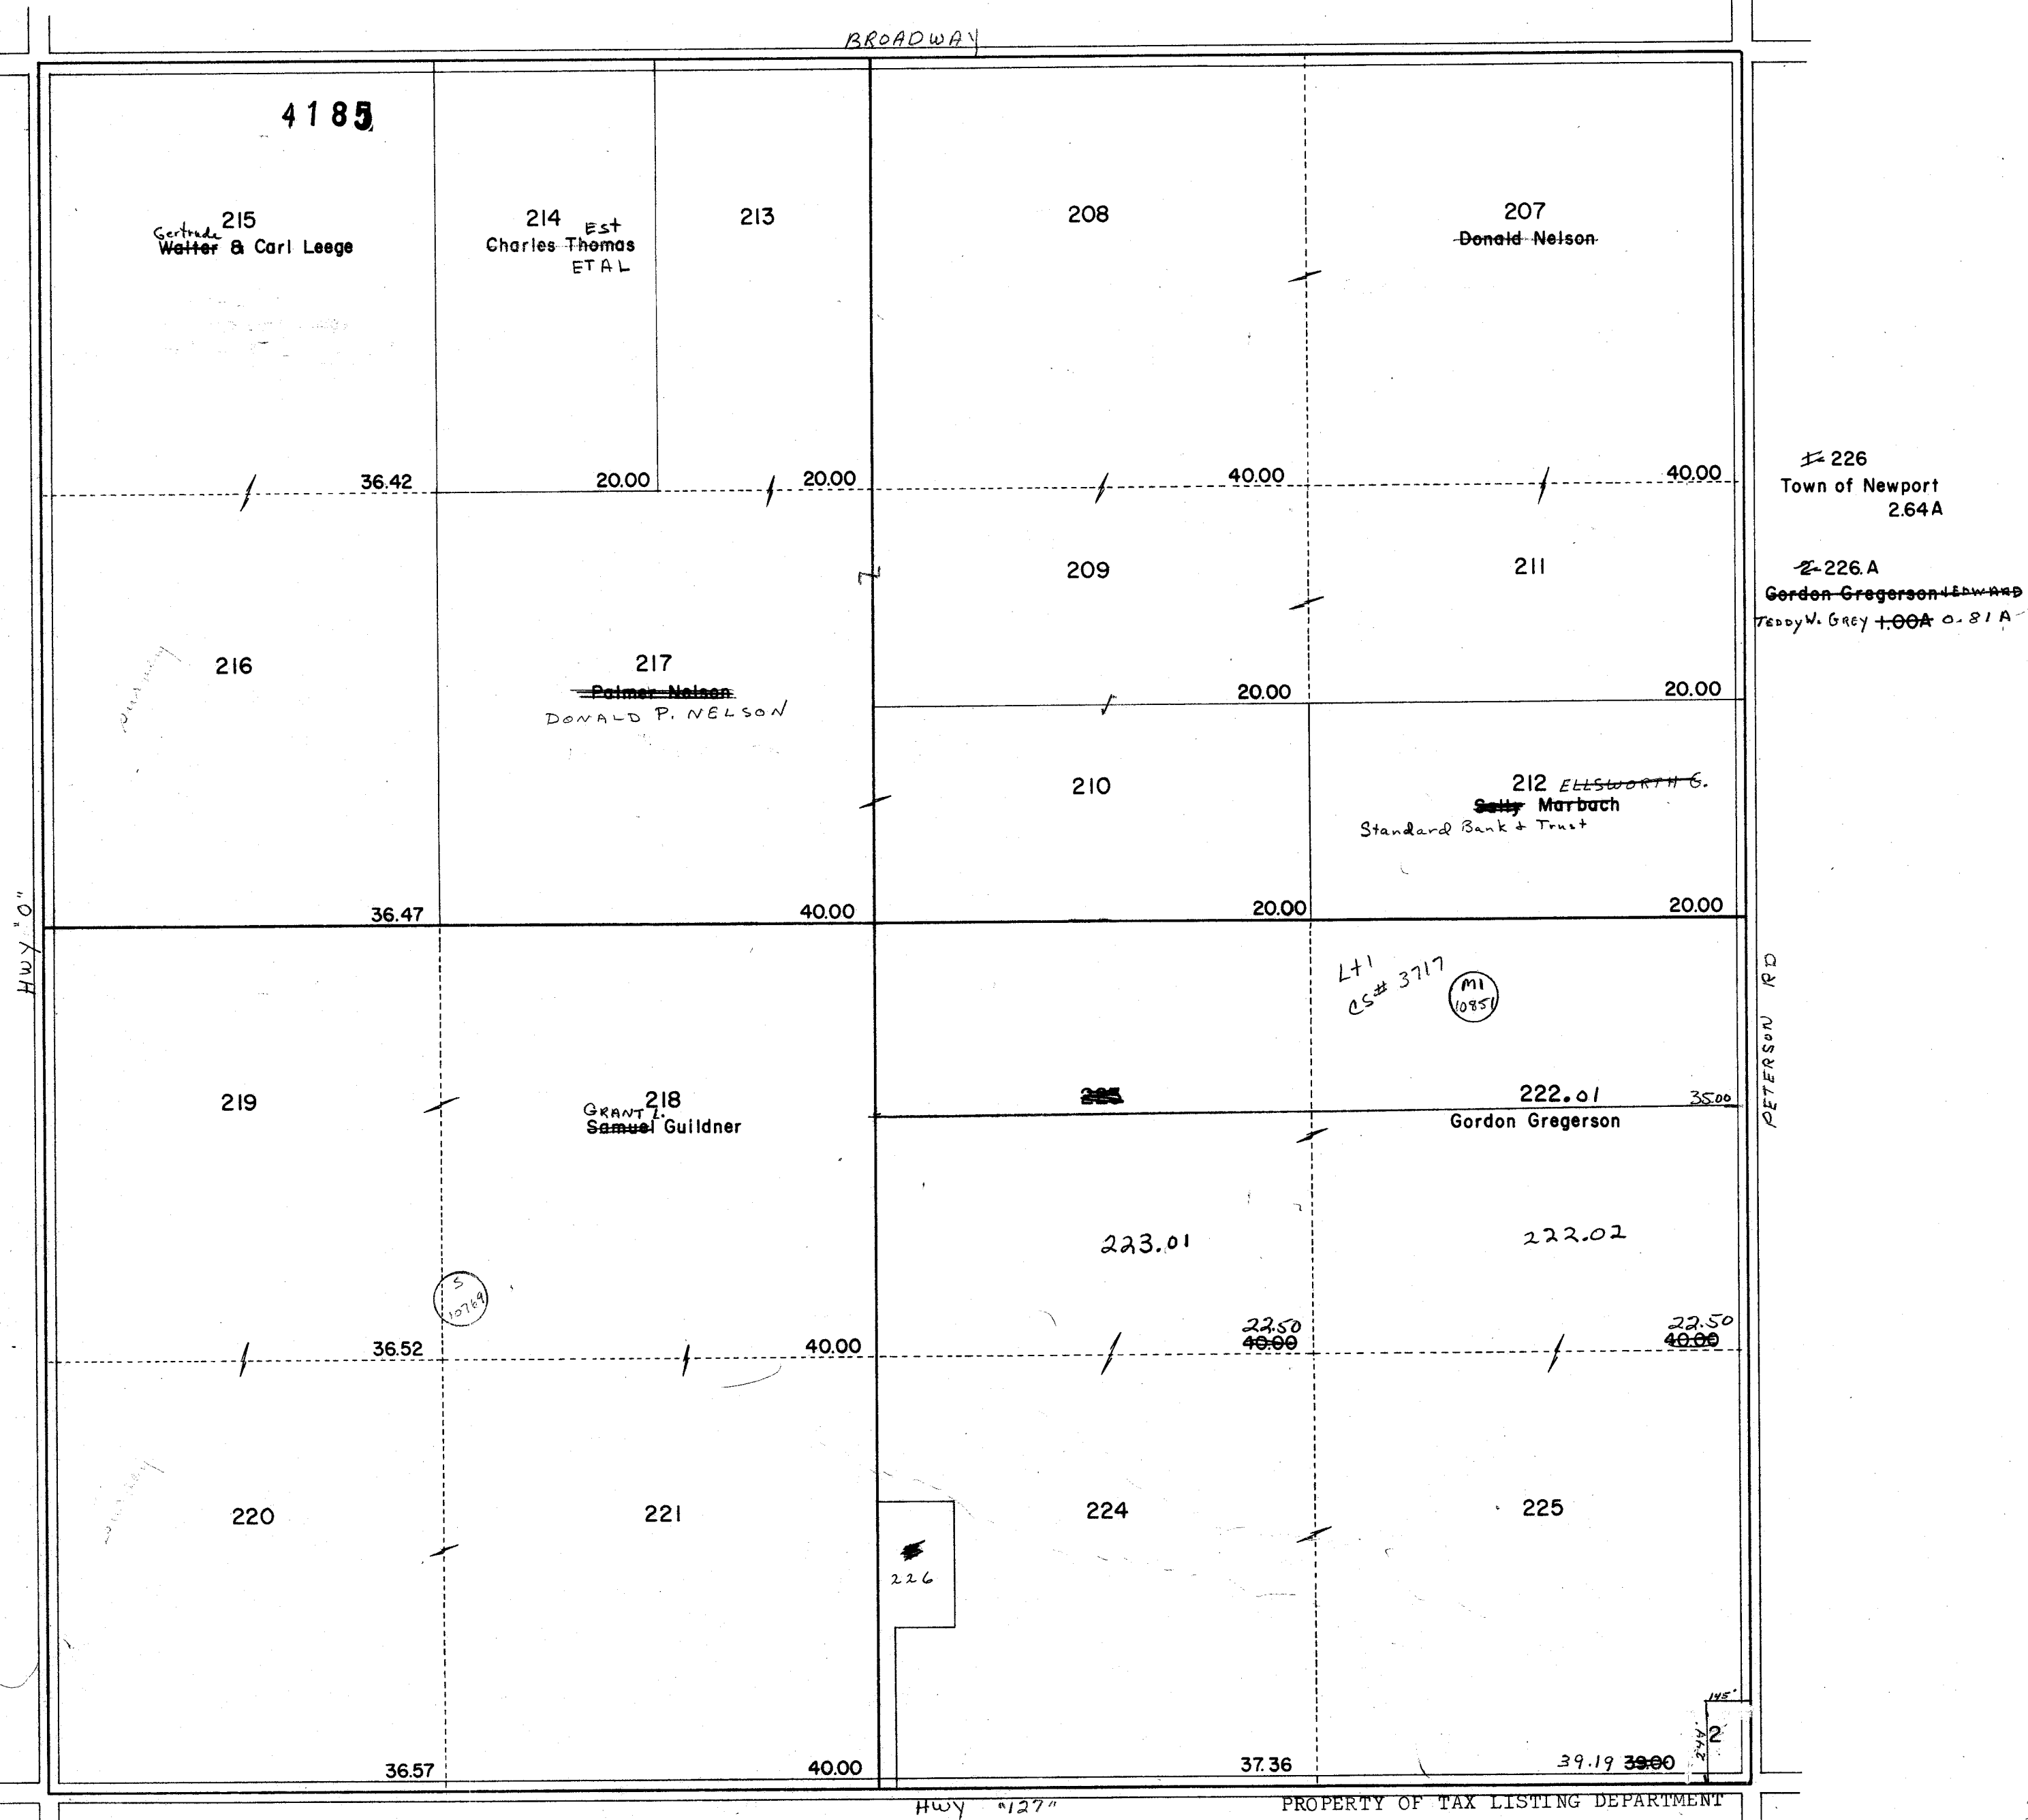 BROADWAY
4185
215
Gertrude
Walter & Carl Leege
214
Est
Charles Thomas
ETAL
213
208
207
Donald Nelson
36.42
20.00
20.00
40.00
40.00
1-226
Town of Newport
2.64A
2-226.A
Gordon Gregerson EDWARD
TEDDY W. GREY 1.00A 0.81A
216
217
Palmer Nelson
DONALD P. NELSON
209
211
20.00
20.00
210
212 ELLSWORTH G.
Sally Marbach
Standard Bank & Trust
36.47
40.00
20.00
20.00
HWY "O"
Lt 1
CS# 3717
M1
10851
PETERSON RD
219
218
GRANT L.
Samuel Guildner
222.01
35.00
Gordon Gregerson
223.01
222.02
S
10769
36.52
40.00
22.50
40.00
22.50
40.00
220
221
224
225
226
145'
244'
2
36.57
40.00
37.36
39.19 39.00
HWY "127"
PROPERTY OF TAX LISTING DEPARTMENT